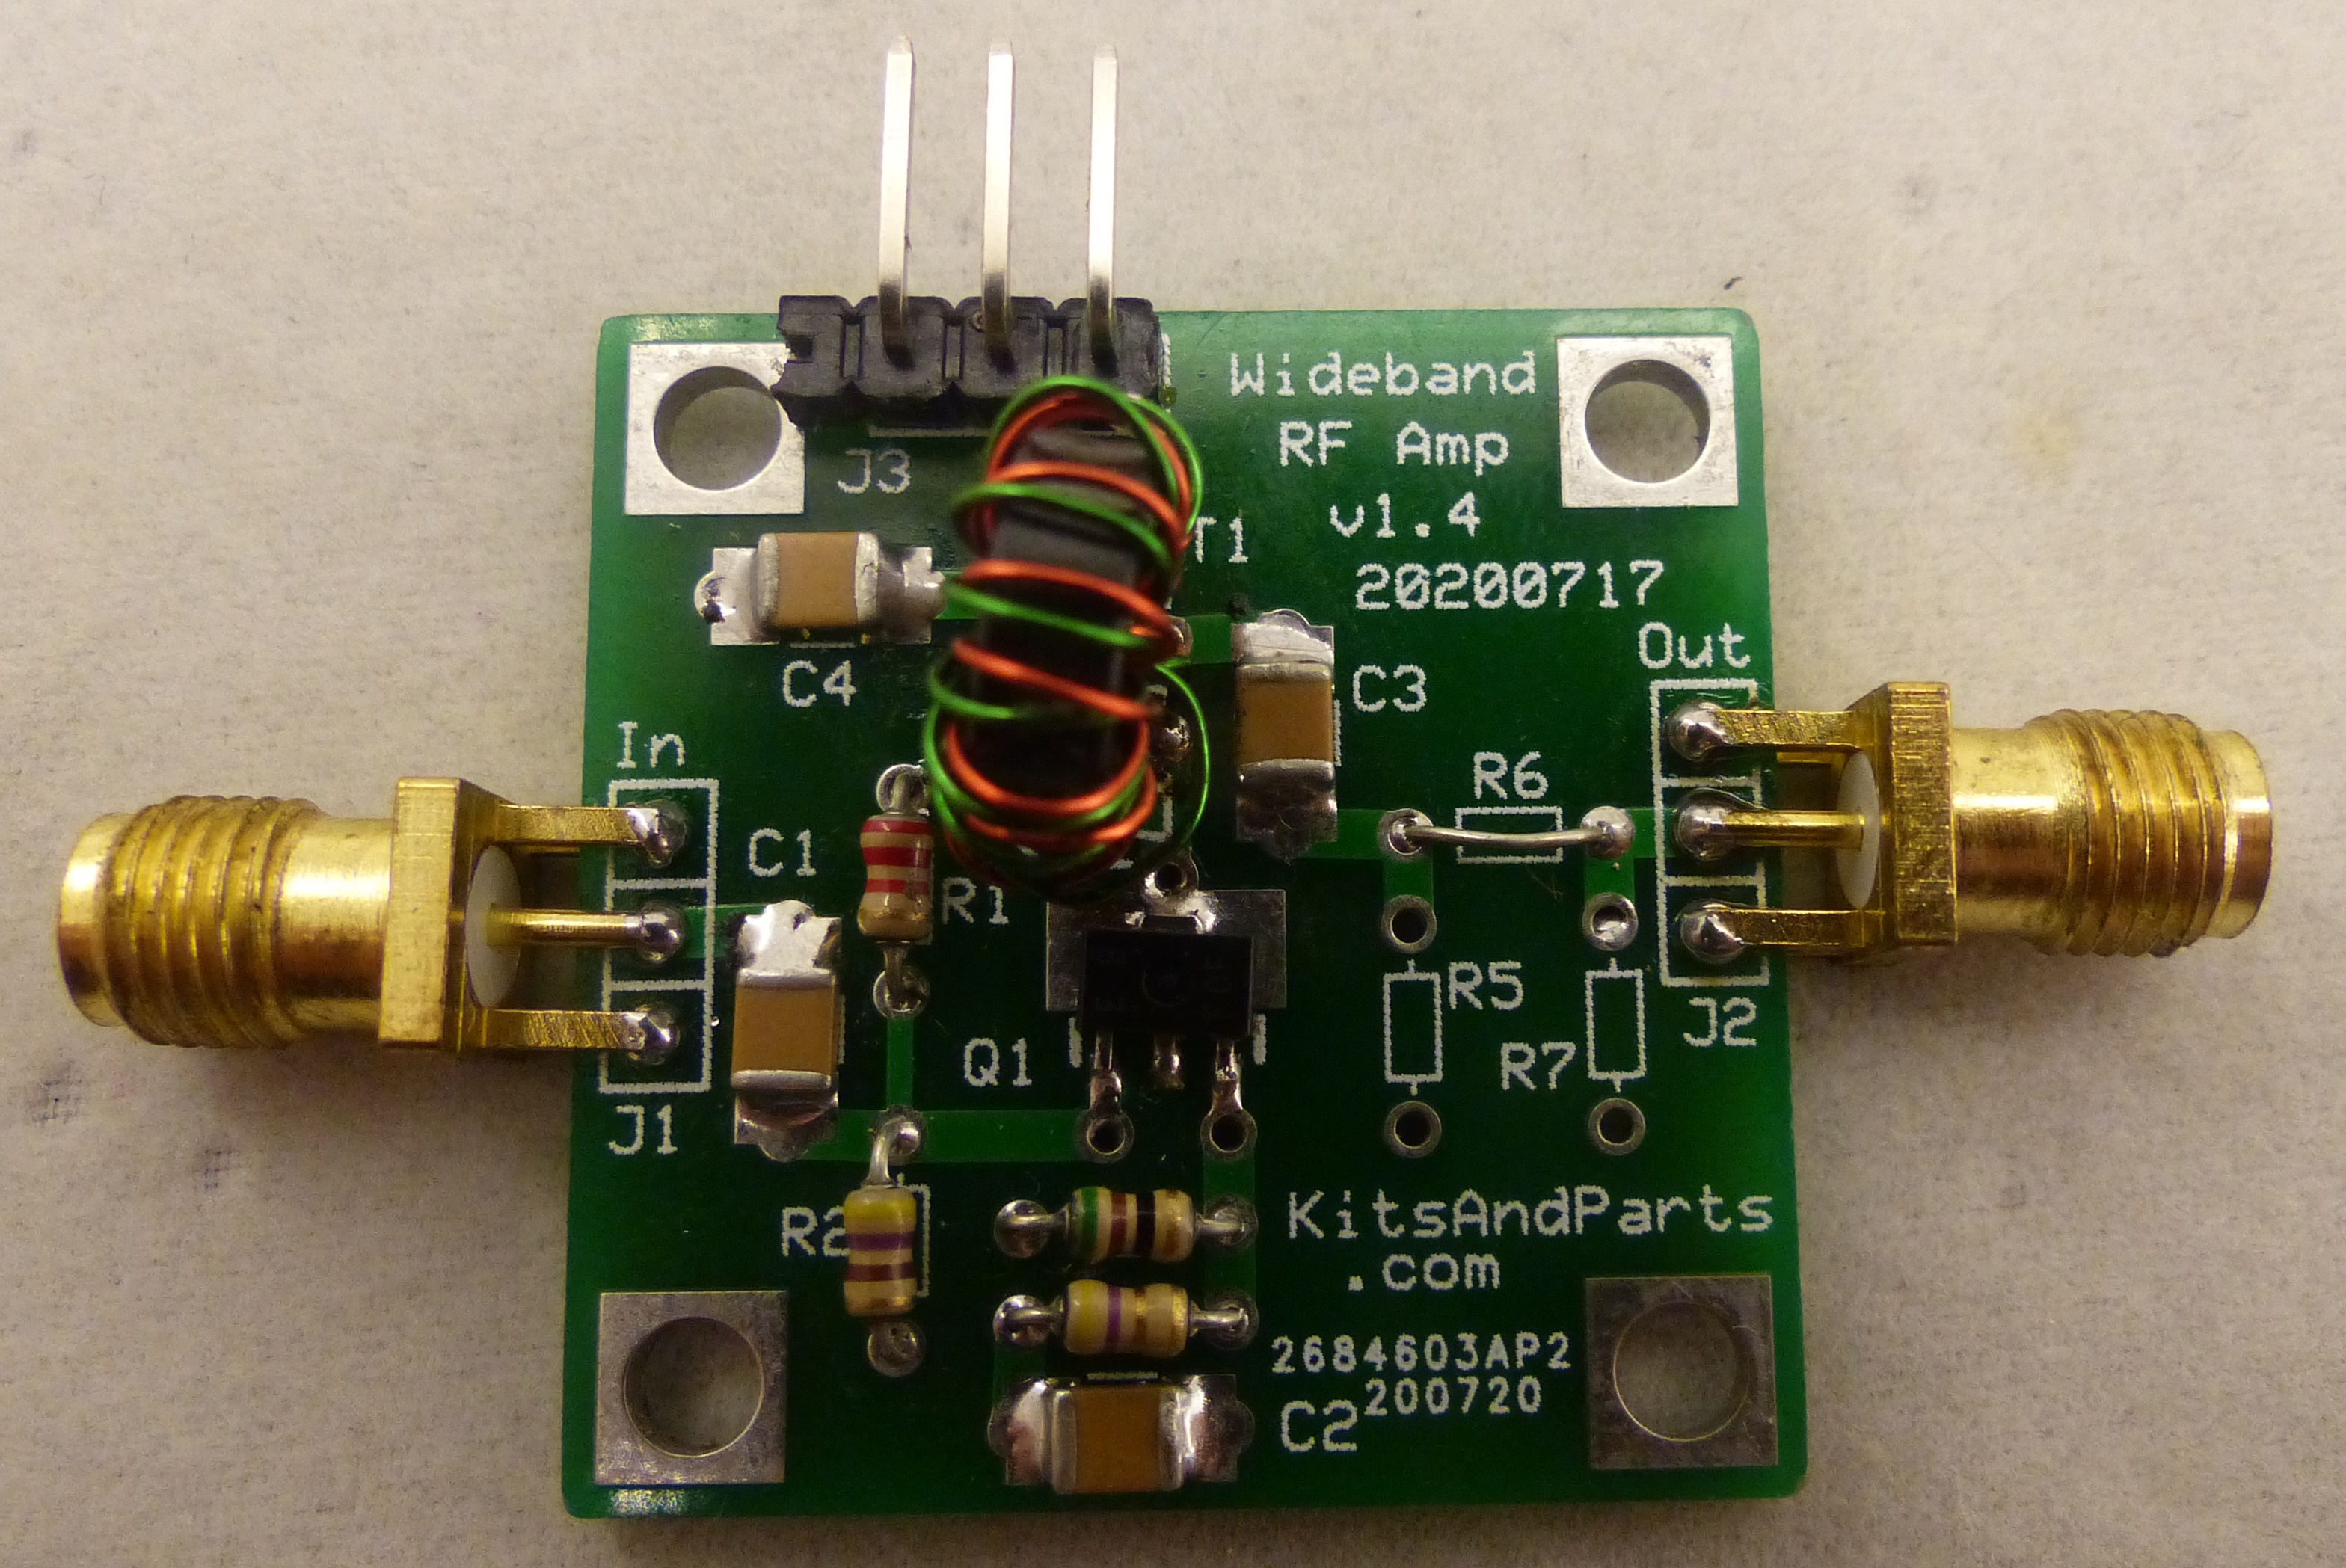 Wideband
RF Amp
v1.4
20200717
J3
T1
C4
C3
Out
In
R6
C1
R1
R5
J2
Q1
R7
J1
R2
KitsAndParts
.com
2684603AP2
200720
C2